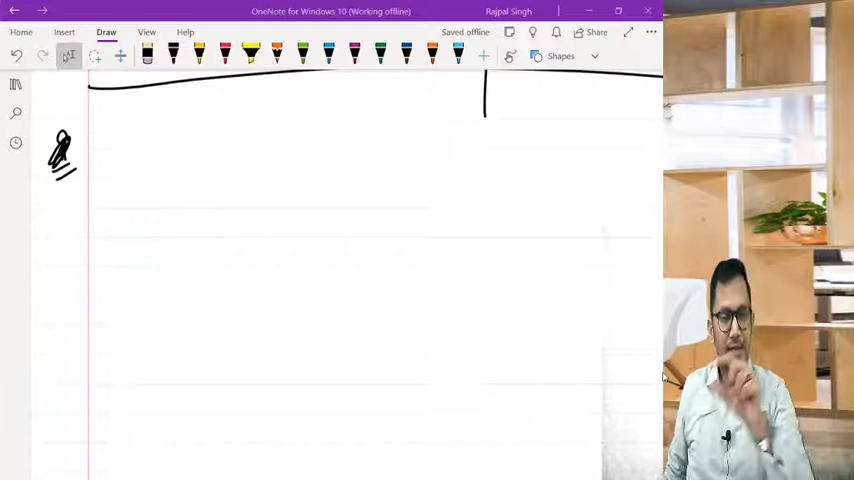 OneNote for Windows 10 (Working offline)
Rajpal Singh
Home
Insert
Draw
View
Help
Saved offline
Share
Shapes